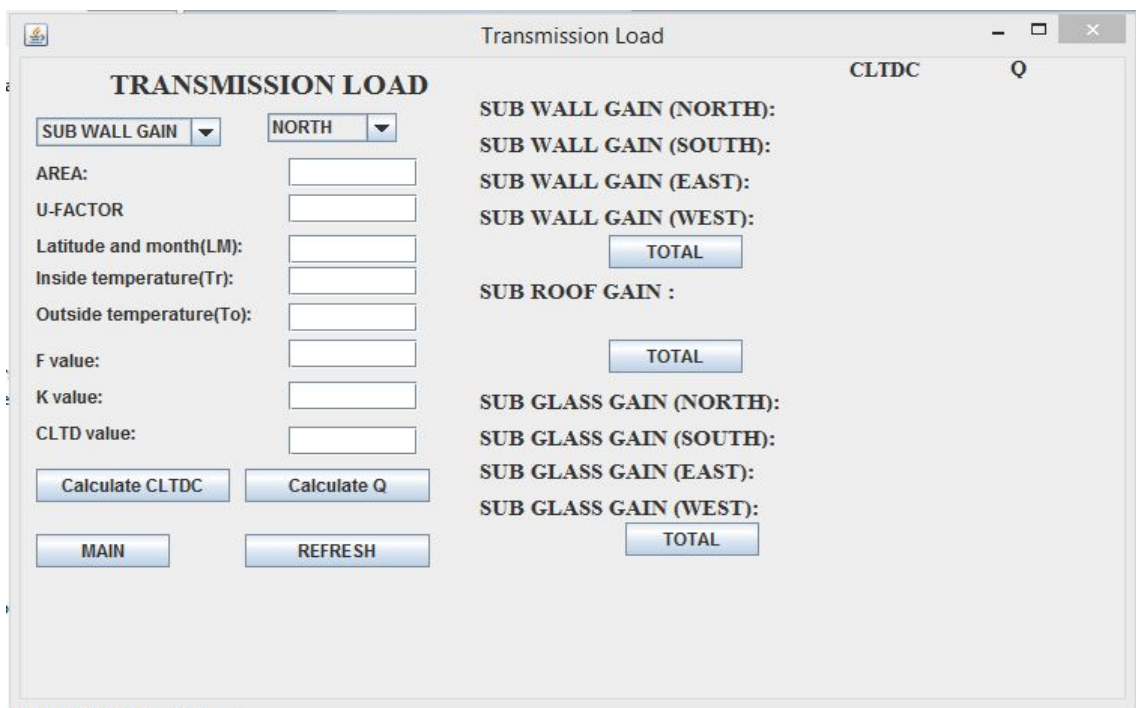 Transmission Load
TRANSMISSION LOAD
SUB WALL GAIN NORTH
AREA:
U-FACTOR
Latitude and month(LM):
Inside temperature(Tr):
Outside temperature(To):
F value:
K value:
CLTD value:
Calculate CLTDC Calculate Q
MAIN REFRESH
CLTDC Q
SUB WALL GAIN (NORTH):
SUB WALL GAIN (SOUTH):
SUB WALL GAIN (EAST):
SUB WALL GAIN (WEST):
TOTAL
SUB ROOF GAIN :
TOTAL
SUB GLASS GAIN (NORTH):
SUB GLASS GAIN (SOUTH):
SUB GLASS GAIN (EAST):
SUB GLASS GAIN (WEST):
TOTAL